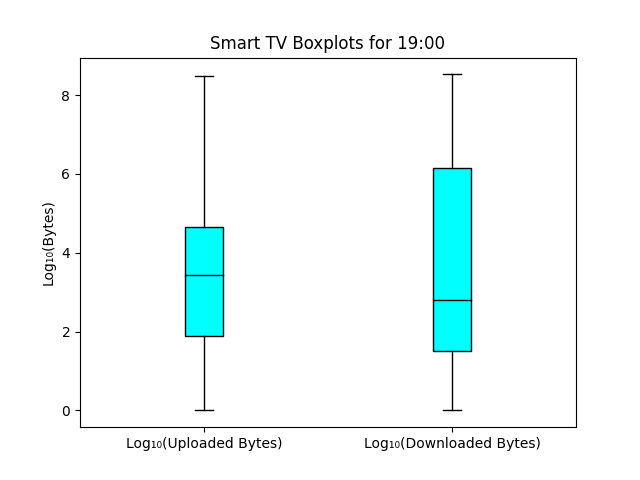 Smart TV Boxplots for 19:00
Log₁₀(Bytes)
8
6
4
2
0
Log₁₀(Uploaded Bytes)
Log₁₀(Downloaded Bytes)